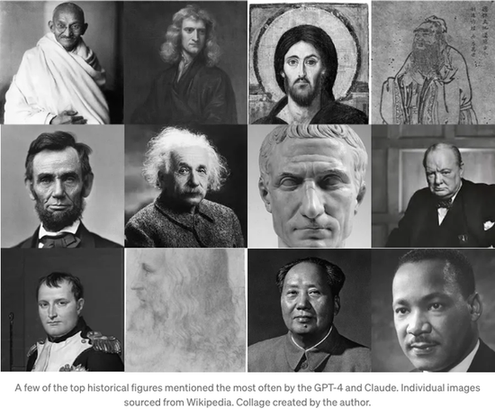 A few of the top historical figures mentioned the most often by the GPT-4 and Claude. Individual images
sourced from Wikipedia. Collage created by the author.